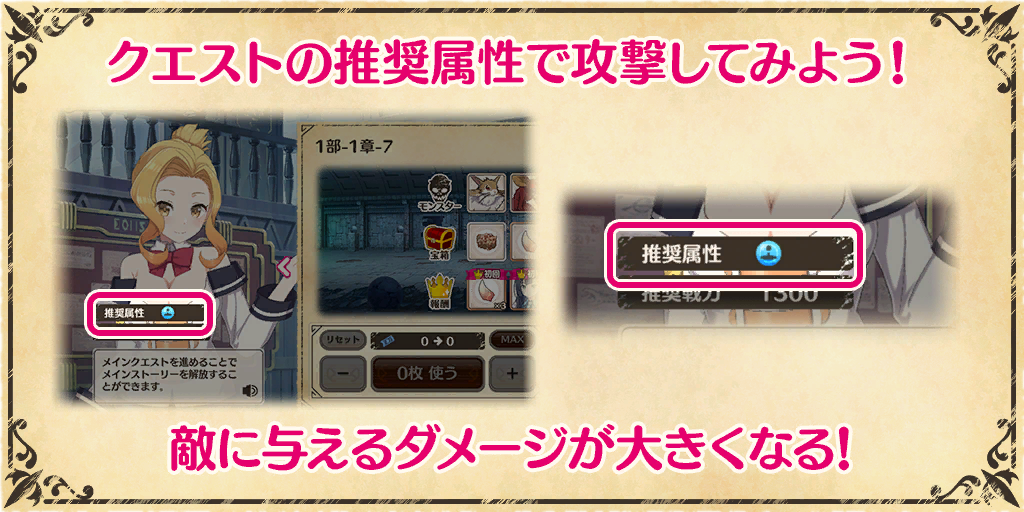 クエストの推奨属性で攻撃してみよう!
1部-1章-7
モンスター
宝箱
初回
初
報酬
×3
推奨属性
リセット
0→0
MAX
メインクエストを進めることで
メインストーリーを解放するこ
とができます。
−
0枚 使う
+
推奨属性
推奨戦力 1300
敵に与えるダメージが大きくなる!